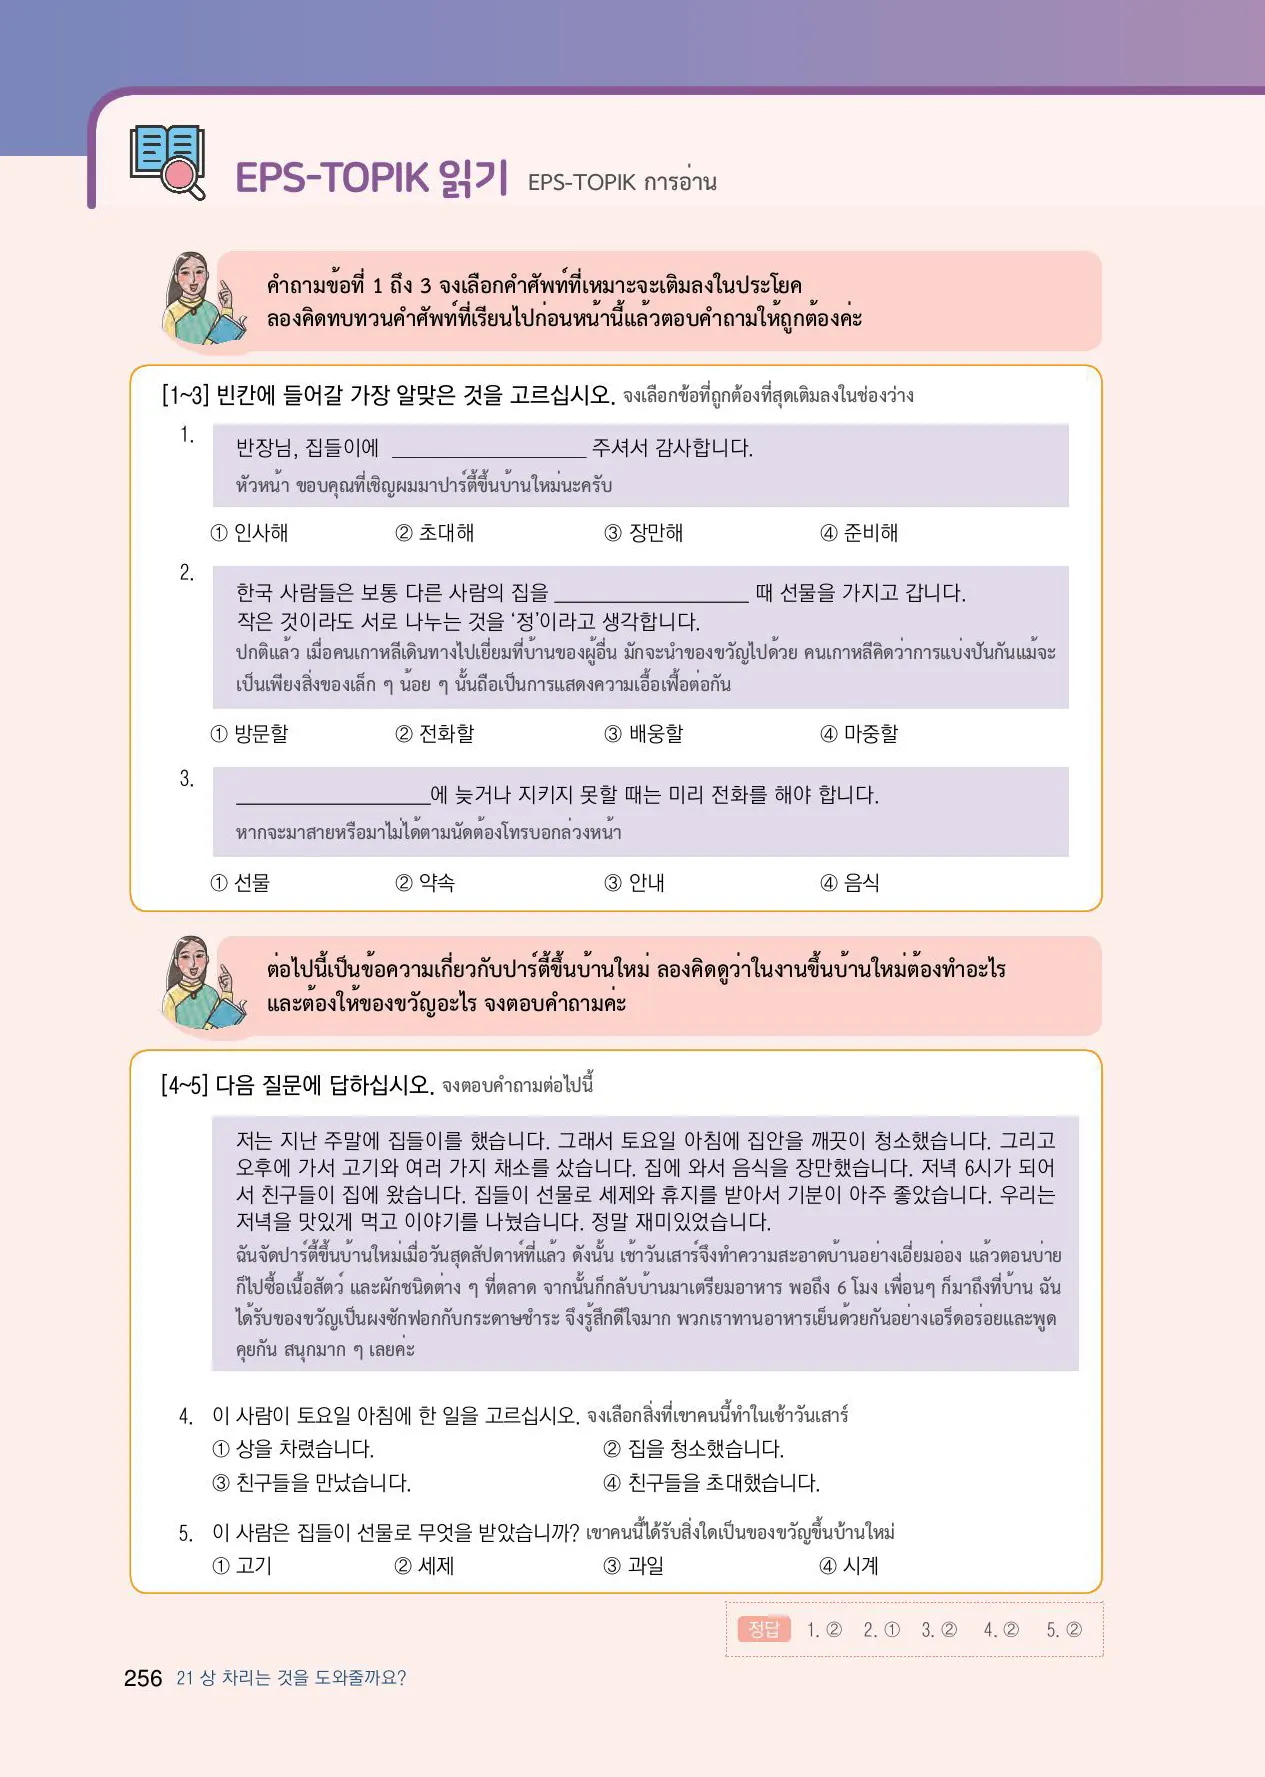 EPS-TOPIK 읽기 EPS-TOPIK การอ่าน
คำถามข้อที่ 1 ถึง 3 จงเลือกคำศัพท์ที่เหมาะจะเติมลงในประโยค
ลองคิดทบทวนคำศัพท์ที่เรียนไปก่อนหน้านี้แล้วตอบคำถามให้ถูกต้องค่ะ
[1~3] 빈칸에 들어갈 가장 알맞은 것을 고르십시오. จงเลือกข้อที่ถูกต้องที่สุดเติมลงในช่องว่าง
1. 반장님, 집들이에 ____________________ 주셔서 감사합니다.
หัวหน้า ขอบคุณที่เชิญผมมาปาร์ตี้ขึ้นบ้านใหม่นะครับ
① 인사해 ② 초대해 ③ 장만해 ④ 준비해
2. 한국 사람들은 보통 다른 사람의 집을 ____________________ 때 선물을 가지고 갑니다.
작은 것이라도 서로 나누는 것을 ‘정’이라고 생각합니다.
ปกติแล้ว เมื่อคนเกาหลีเดินทางไปเยี่ยมที่บ้านของผู้อื่น มักจะนำของขวัญไปด้วย คนเกาหลีคิดว่าการแบ่งปันกันแม้จะ
เป็นเพียงสิ่งของเล็ก ๆ น้อย ๆ นั้นถือเป็นการแสดงความเอื้อเฟื้อต่อกัน
① 방문할 ② 전화할 ③ 배웅할 ④ 마중할
3. ____________________에 늦거나 지키지 못할 때는 미리 전화를 해야 합니다.
หากจะมาสายหรือมาไม่ได้ตามนัดต้องโทรบอกล่วงหน้า
① 선물 ② 약속 ③ 안내 ④ 음식
ต่อไปนี้เป็นข้อความเกี่ยวกับปาร์ตี้ขึ้นบ้านใหม่ ลองคิดดูว่าในงานขึ้นบ้านใหม่ต้องทำอะไร
และต้องให้ของขวัญอะไร จงตอบคำถามค่ะ
[4~5] 다음 질문에 답하십시오. จงตอบคำถามต่อไปนี้
저는 지난 주말에 집들이를 했습니다. 그래서 토요일 아침에 집안을 깨끗이 청소했습니다. 그리고
오후에 가서 고기와 여러 가지 채소를 샀습니다. 집에 와서 음식을 장만했습니다. 저녁 6시가 되어
서 친구들이 집에 왔습니다. 집들이 선물로 세제와 휴지를 받아서 기분이 아주 좋았습니다. 우리는
저녁을 맛있게 먹고 이야기를 나눴습니다. 정말 재미있었습니다.
ฉันจัดปาร์ตี้ขึ้นบ้านใหม่เมื่อวันสุดสัปดาห์ที่แล้ว ดังนั้น เช้าวันเสาร์จึงทำความสะอาดบ้านอย่างเอี่ยมอ่อง แล้วตอนบ่าย
ก็ไปซื้อเนื้อสัตว์ และผักชนิดต่าง ๆ ที่ตลาด จากนั้นก็กลับบ้านมาเตรียมอาหาร พอถึง 6 โมง เพื่อนๆ ก็มาถึงที่บ้าน ฉัน
ได้รับของขวัญเป็นผงซักฟอกกับกระดาษชำระ จึงรู้สึกดีใจมาก พวกเราทานอาหารเย็นด้วยกันอย่างเอร็ดอร่อยและพูด
คุยกัน สนุกมาก ๆ เลยค่ะ
4. 이 사람이 토요일 아침에 한 일을 고르십시오. จงเลือกสิ่งที่เขาคนนี้ทำในเช้าวันเสาร์
① 상을 차렸습니다. ② 집을 청소했습니다.
③ 친구들을 만났습니다. ④ 친구들을 초대했습니다.
5. 이 사람은 집들이 선물로 무엇을 받았습니까? เขาคนนี้ได้รับสิ่งใดเป็นของขวัญขึ้นบ้านใหม่
① 고기 ② 세제 ③ 과일 ④ 시계
정답 1. ② 2. ① 3. ② 4. ② 5. ②
256 21 상 차리는 것을 도와줄까요?